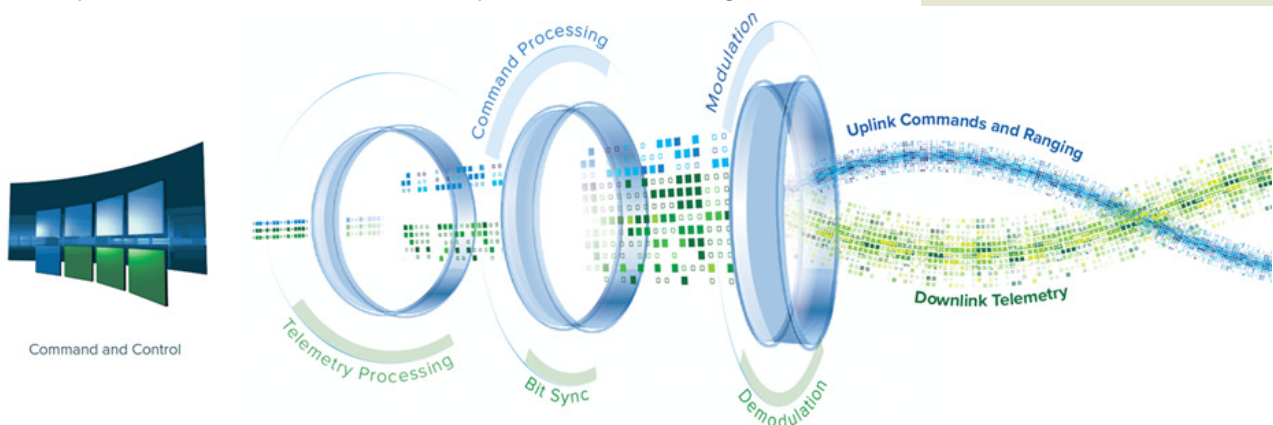 Command Processing
Modulation
Uplink Commands and Ranging
Downlink Telemetry
Command and Control
Telemetry Processing
Bit Sync
Demodulation